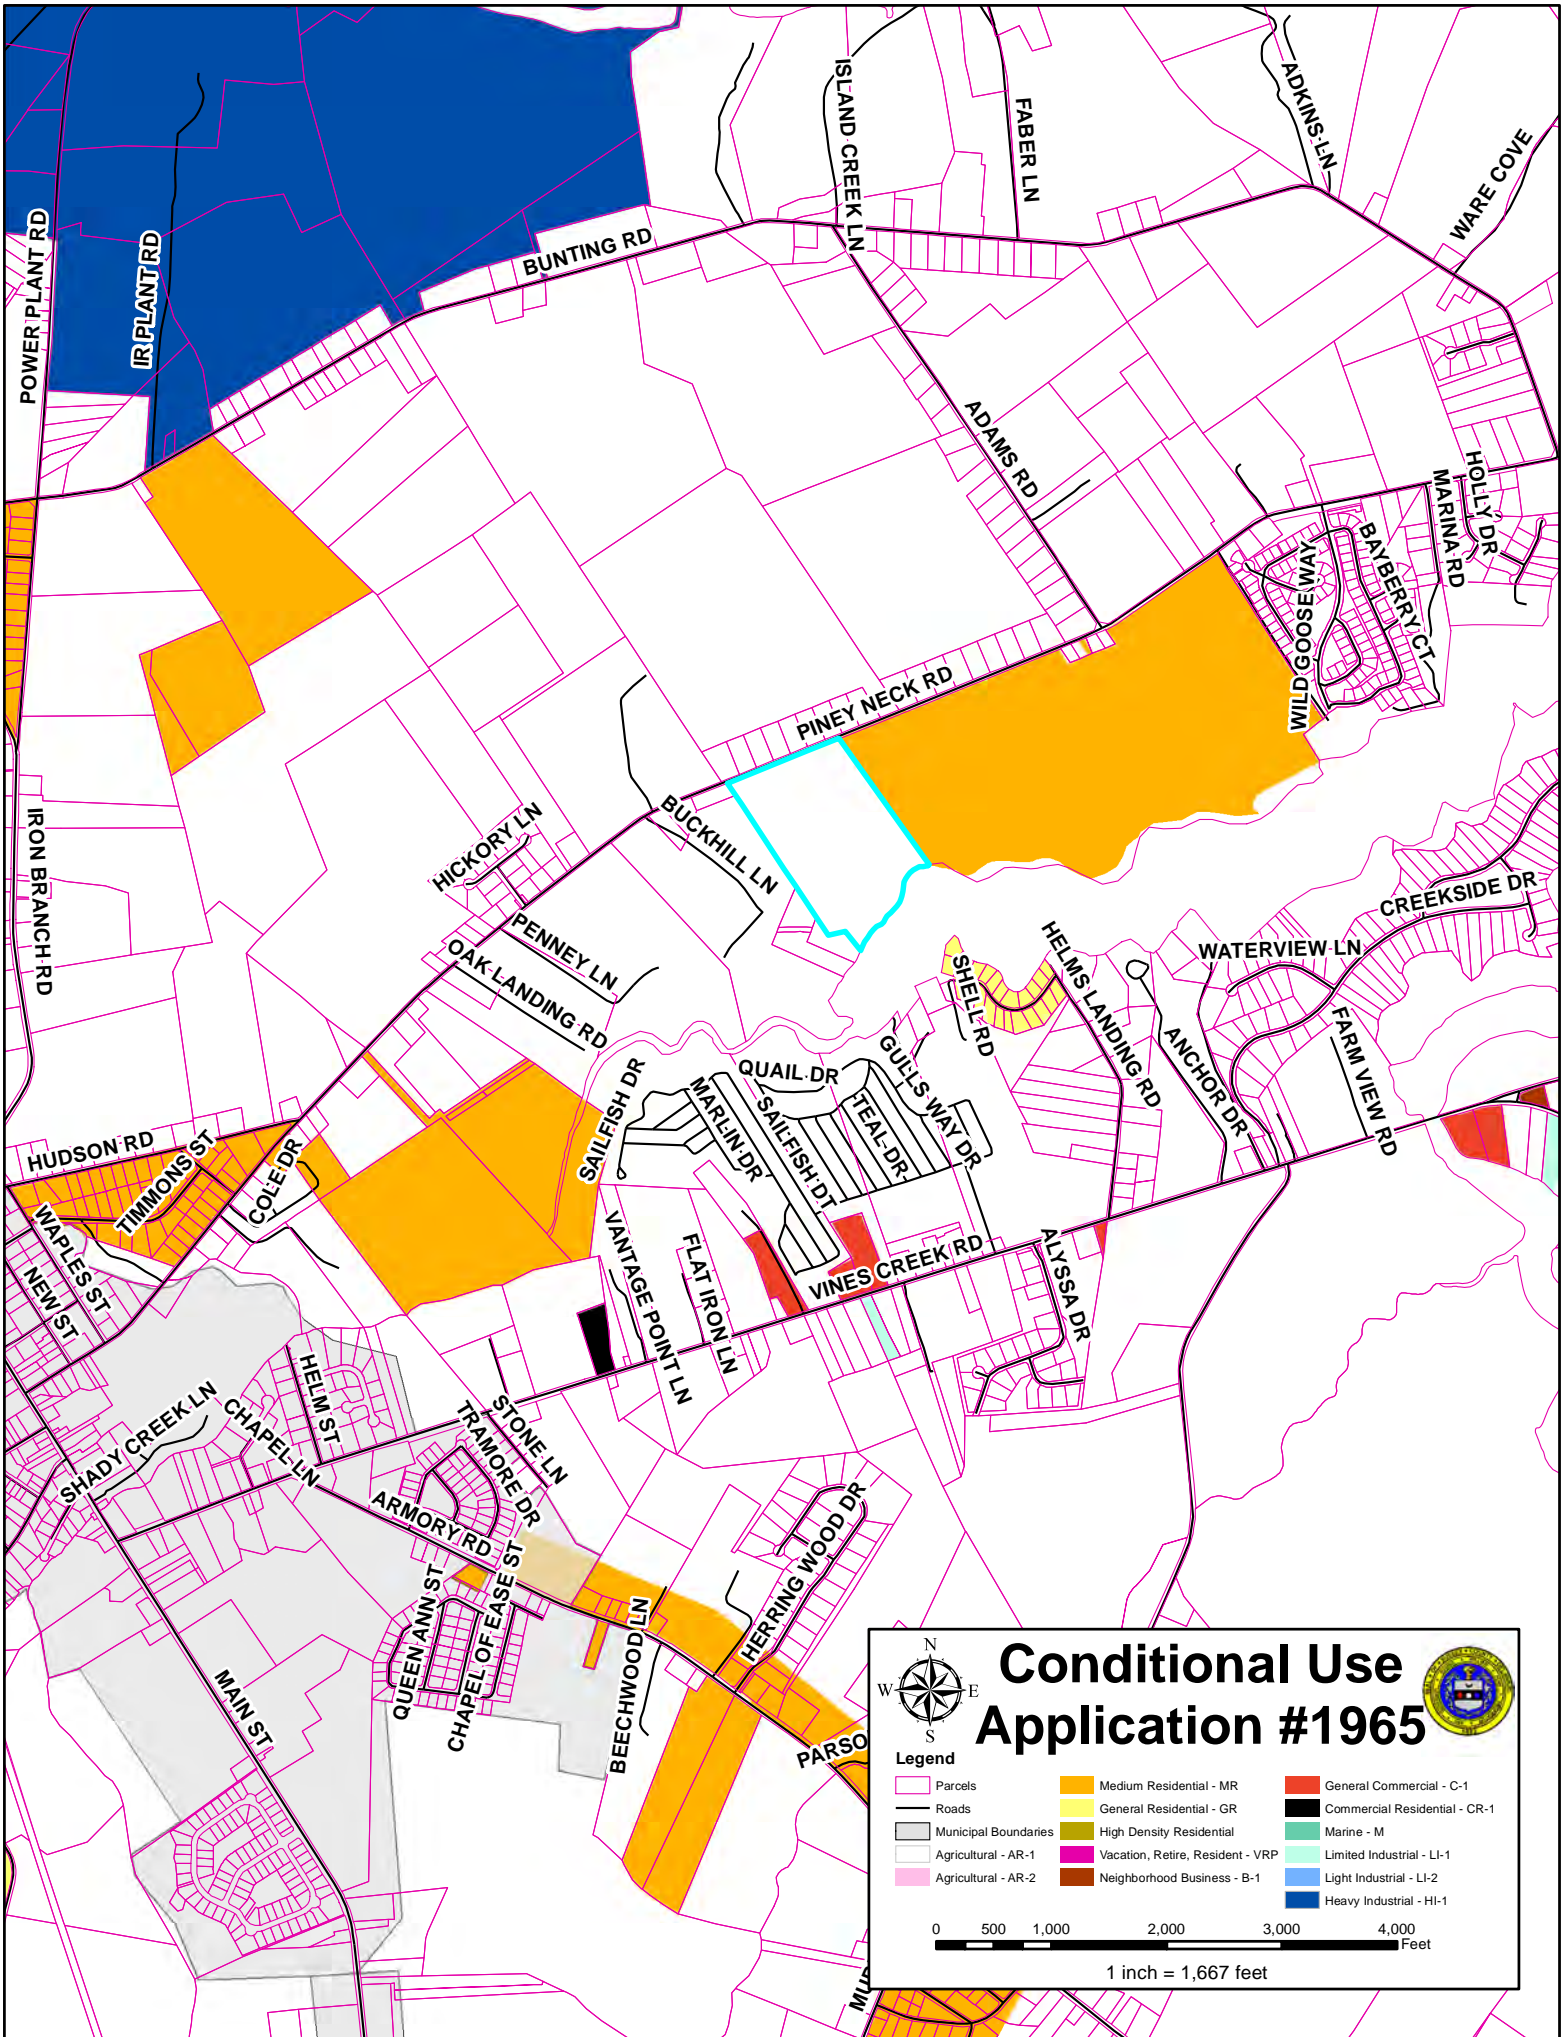 ISLAND CREEK LN
FABER LN
ADKINS LN
WARE COVE
POWER PLANT RD
IR PLANT RD
BUNTING RD
ADAMS RD
HOLLY DR
MARINA RD
BAYBERRY CT
WILD GOOSE WAY
PINEY NECK RD
IRON BRANCH RD
HICKORY LN
BUCKHILL LN
PENNEY LN
OAK LANDING RD
CREEKSIDE DR
WATERVIEW LN
HELMS LANDING RD
SHELL RD
ANCHOR DR
FARM VIEW RD
QUAIL DR
GULLS WAY DR
SAILFISH DR
MARLIN DR
SAILFISH DT
TEAL DR
HUDSON RD
TIMMONS ST
COLE DR
WAPLES ST
NEW ST
VANTAGE POINT LN
FLAT IRON LN
VINES CREEK RD
ALYSSA DR
HELM ST
SHADY CREEK LN
CHAPEL LN
STONE LN
TRAMORE DR
ARMORY RD
HERRING WOOD DR
QUEEN ANN ST
CHAPEL OF EASE ST
BEECHWOOD LN
MAIN ST
PARSO
MUR
N
W
E
S
Conditional Use
Application #1965
Legend
Parcels
Roads
Municipal Boundaries
Agricultural - AR-1
Agricultural - AR-2
Medium Residential - MR
General Residential - GR
High Density Residential
Vacation, Retire, Resident - VRP
Neighborhood Business - B-1
General Commercial - C-1
Commercial Residential - CR-1
Marine - M
Limited Industrial - LI-1
Light Industrial - LI-2
Heavy Industrial - HI-1
0 500 1,000 2,000 3,000 4,000
Feet
1 inch = 1,667 feet